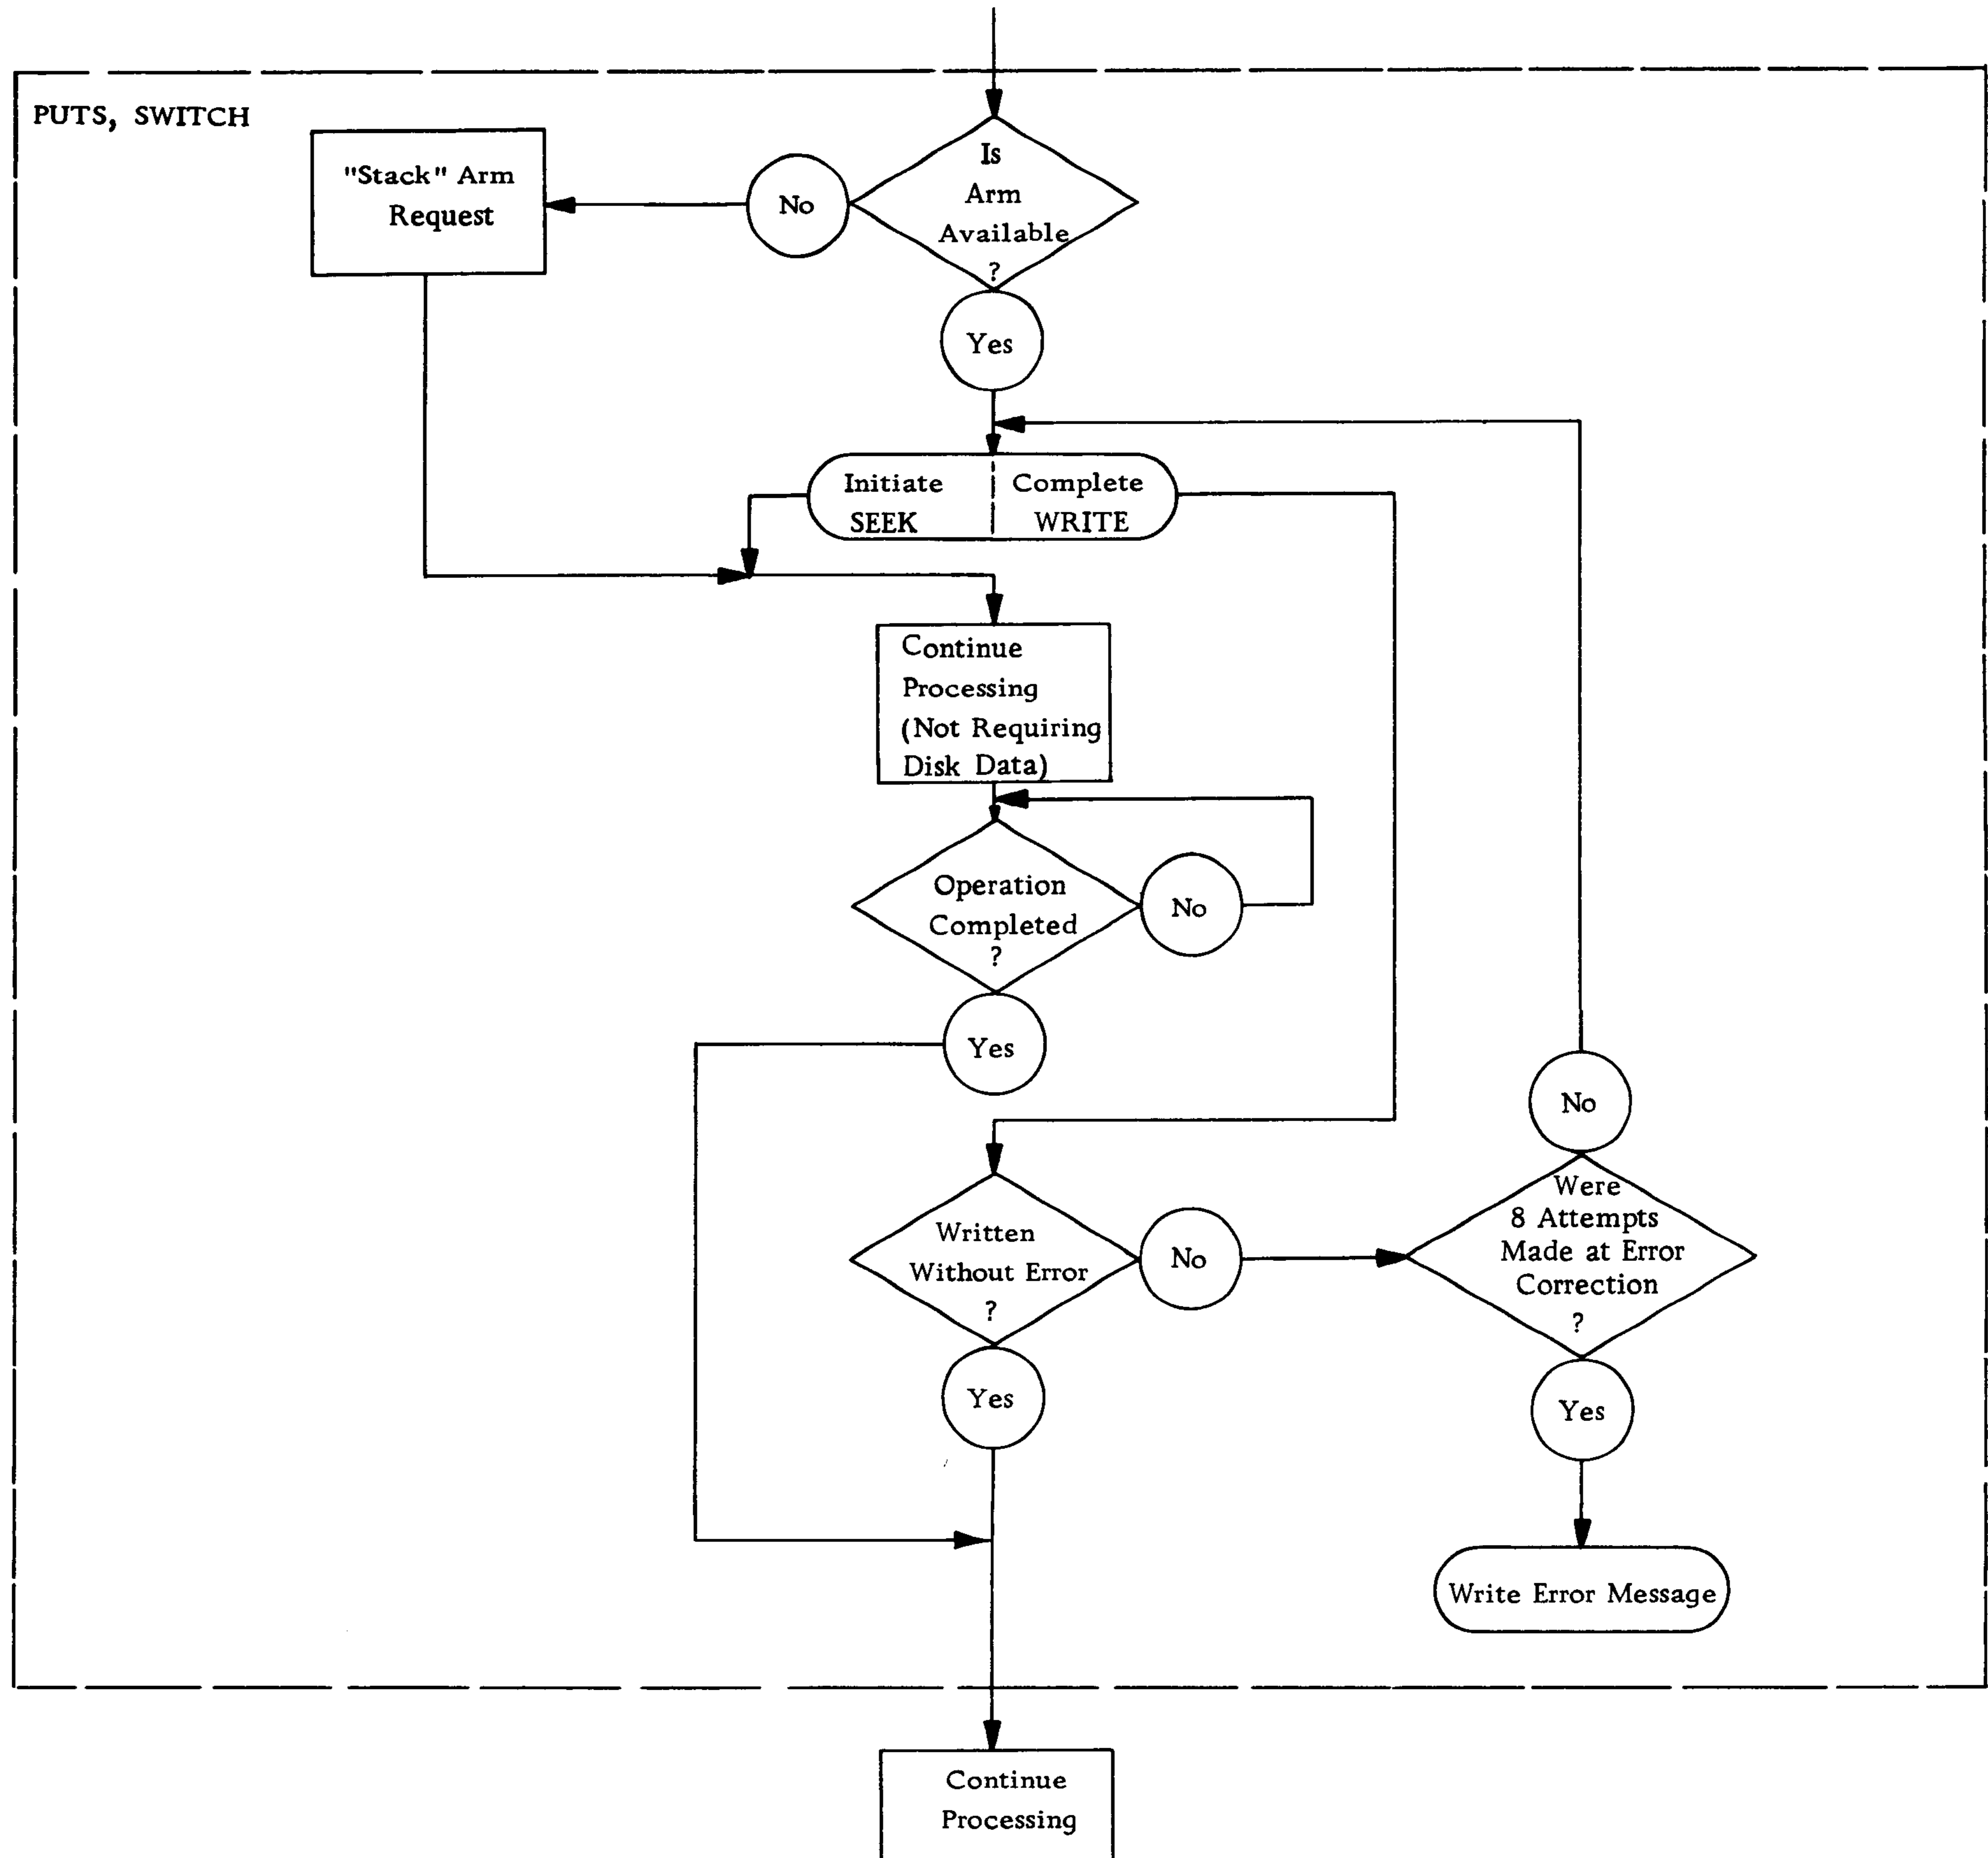 PUTS, SWITCH
"Stack" Arm
Request
No
Is
Arm
Available
?
Yes
Initiate
SEEK
Complete
WRITE
Continue
Processing
(Not Requiring
Disk Data)
Operation
Completed
?
No
Yes
Written
Without Error
?
No
Yes
No
Were
8 Attempts
Made at Error
Correction
?
Yes
Write Error Message
Continue
Processing